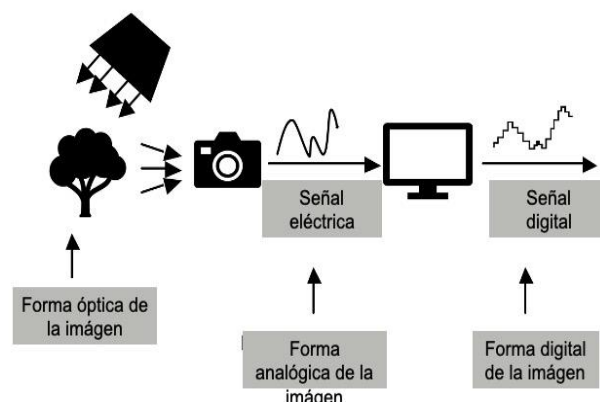 Señal
eléctrica
Señal
digital
Forma óptica de
la imágen
Forma
analógica de la
imágen
Forma digital
de la imágen